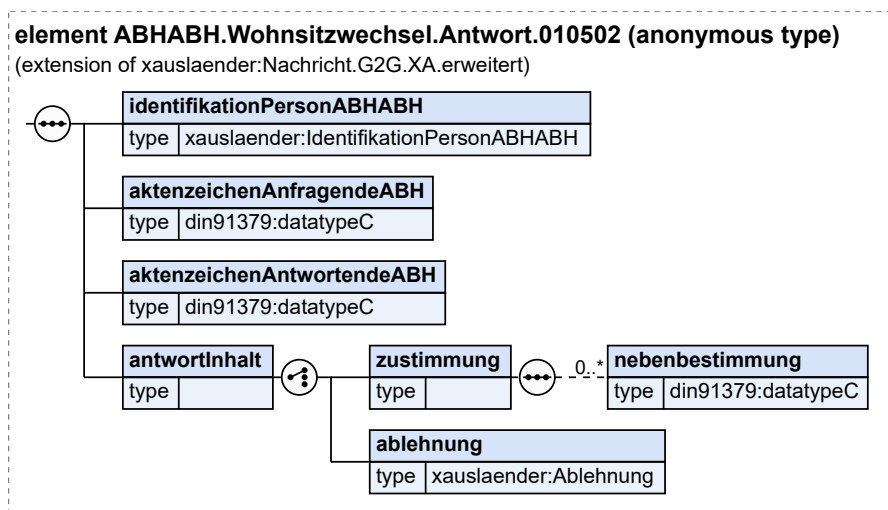 element ABHABH.Wohnsitzwechsel.Antwort.010502 (anonymous type)
(extension of xauslaender:Nachricht.G2G.XA.erweitert)
identifikationPersonABHABH
type xauslaender:IdentifikationPersonABHABH
aktenzeichenAnfragendeABH
type din91379:datatypeC
aktenzeichenAntwortendeABH
type din91379:datatypeC
antwortInhalt
type
zustimmung
type
0..*
nebenbestimmung
type din91379:datatypeC
ablehnung
type xauslaender:Ablehnung